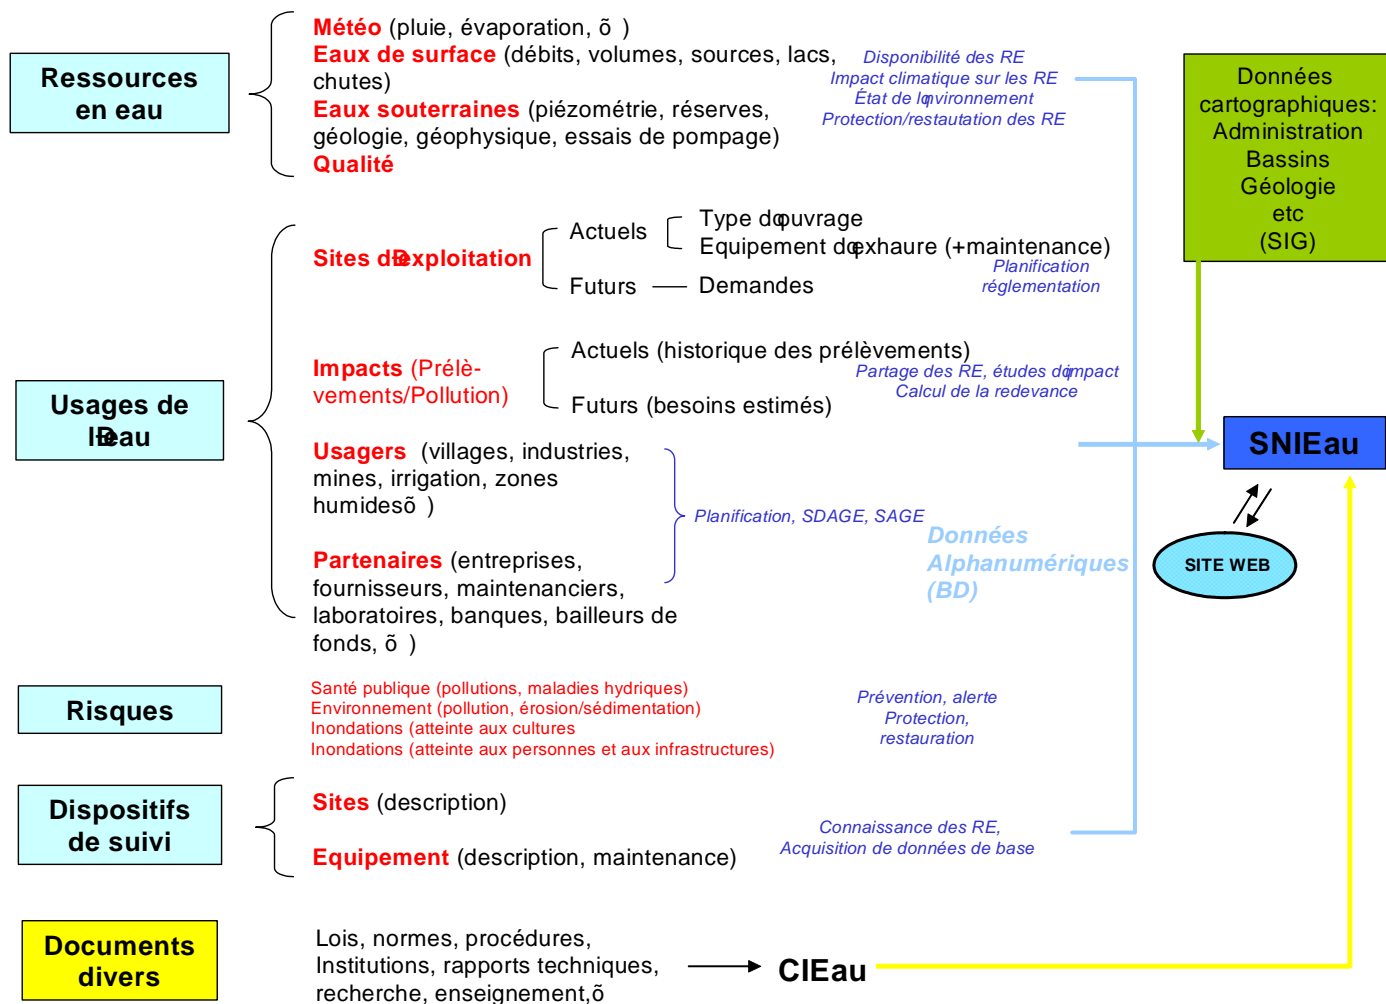 Ressources
en eau
Météo (pluie, évaporation, õ )
Eaux de surface (débits, volumes, sources, lacs,
chutes)
Eaux souterraines (piézométrie, réserves,
géologie, géophysique, essais de pompage)
Qualité
Disponibilité des RE
Impact climatique sur les RE
État de
Protection/restautation des RE
Données
cartographiques:
Administration
Bassins
Géologie
etc
(SIG)
Usages de
Sites
Actuels
Type
Equipement (+maintenance)
Futurs
Demandes
Planification
réglementation
Impacts (Prélè-
vements/Pollution)
Actuels (historique des prélèvements)
Futurs (besoins estimés)
Partage des RE, études
Calcul de la redevance
Usagers (villages, industries,
mines, irrigation, zones
humidesõ )
Partenaires (entreprises,
fournisseurs, maintenanciers,
laboratoires, banques, bailleurs de
fonds, õ )
Planification, SDAGE, SAGE
Données
Alphanumériques
(BD)
SNIEau
SITE WEB
Risques
Santé publique (pollutions, maladies hydriques)
Environnement (pollution, érosion/sédimentation)
Inondations (atteinte aux cultures
Inondations (atteinte aux personnes et aux infrastructures)
Prévention, alerte
Protection,
restauration
Dispositifs
de suivi
Sites (description)
Equipement (description, maintenance)
Connaissance des RE,
Acquisition de données de base
Documents
divers
Lois, normes, procédures,
Institutions, rapports techniques,
recherche, enseignement,õ
CIEau